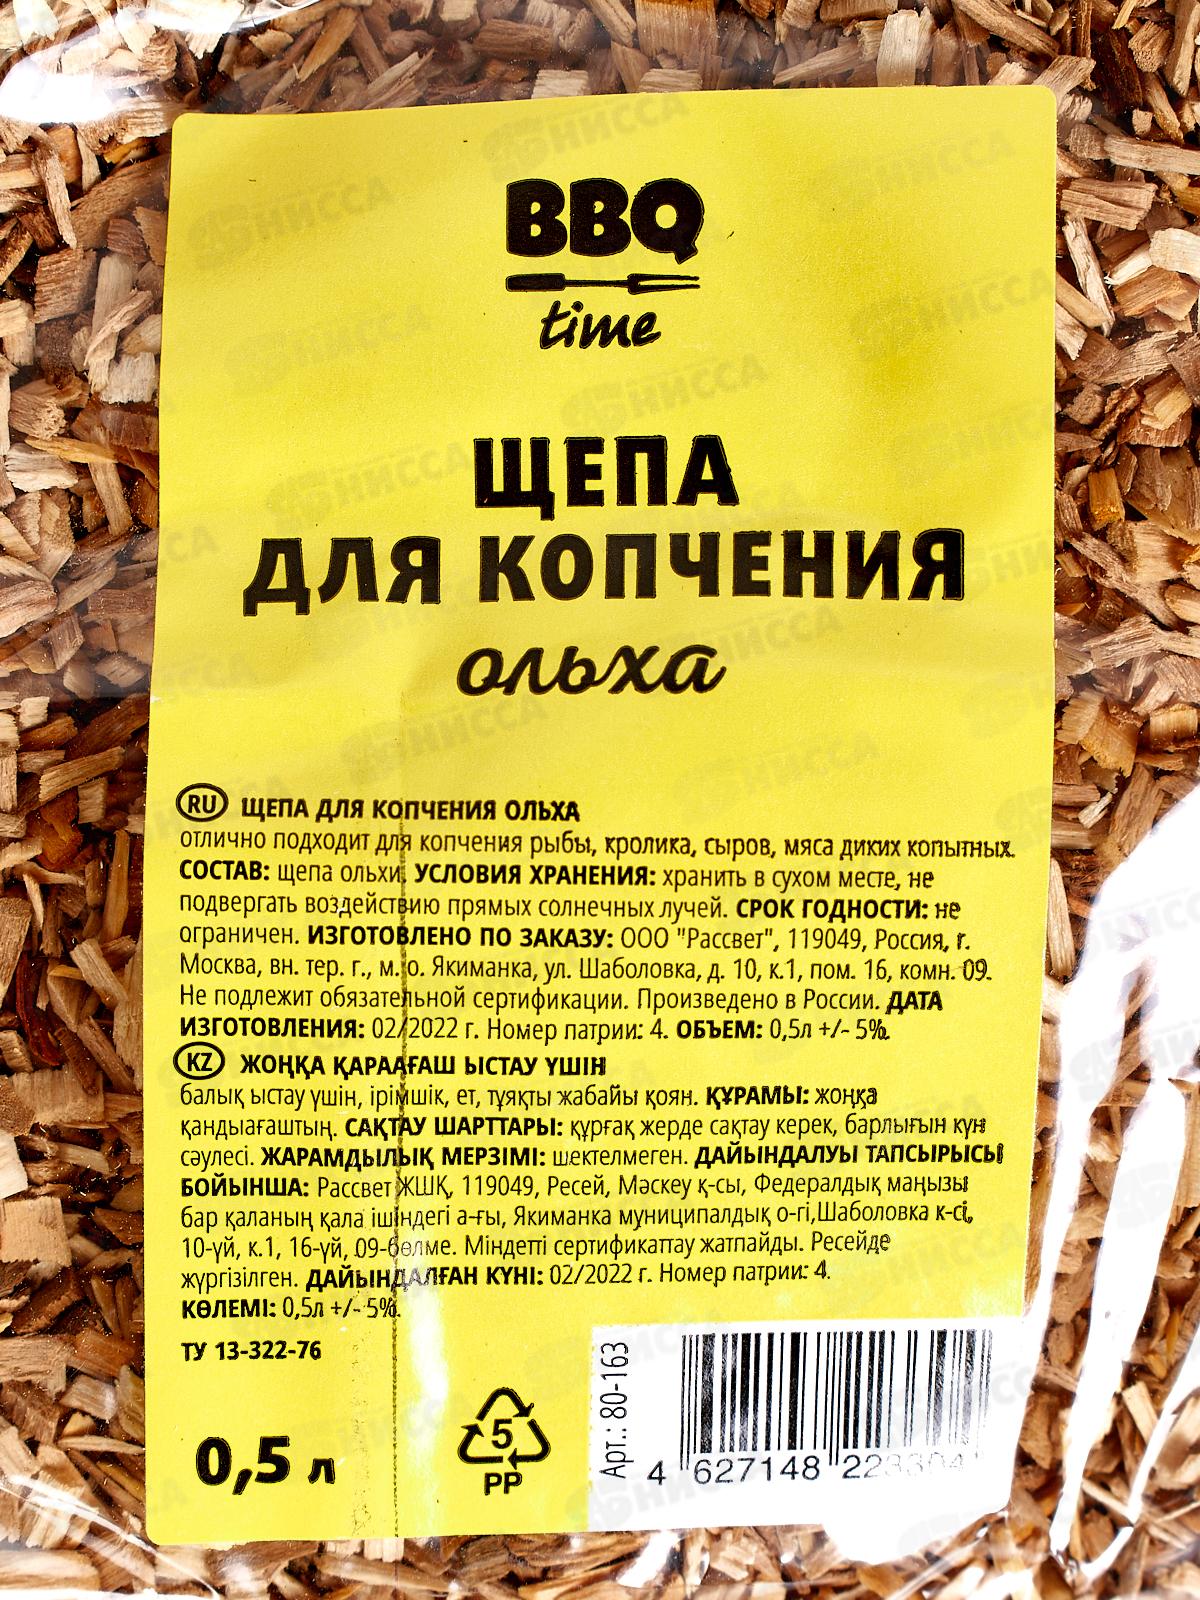 BBQ
time
ЩЕПА
ДЛЯ КОПЧЕНИЯ
ольха
RU ЩЕПА ДЛЯ КОПЧЕНИЯ ОЛЬХА
отлично подходит для копчения рыбы, кролика, сыров, мяса диких копытных.
СОСТАВ: щепа ольхи. УСЛОВИЯ ХРАНЕНИЯ: хранить в сухом месте, не
подвергать воздействию прямых солнечных лучей. СРОК ГОДНОСТИ: не
ограничен. ИЗГОТОВЛЕНО ПО ЗАКАЗУ: ООО "Рассвет", 119049, Россия, г.
Москва, вн. тер. г., м. о. Якиманка, ул. Шаболовка, д. 10, к.1, пом. 16, комн. 09.
Не подлежит обязательной сертификации. Произведено в России. ДАТА
ИЗГОТОВЛЕНИЯ: 02/2022 г. Номер патрии: 4. ОБЪЕМ: 0,5л +/- 5%.
KZ ЖОҢҚА ҚАРААҒАШ ЫСТАУ ҮШІН
балық ыстау үшін, ірімшік, ет, тұяқты жабайы қоян. ҚҰРАМЫ: жоңқа
қандыағаштың. САҚТАУ ШАРТТАРЫ: құрғақ жерде сақтау керек, барлығын күн
сәулесі. ЖАРАМДЫЛЫҚ МЕРЗІМІ: шектелмеген. ДАЙЫНДАЛУЫ ТАПСЫРЫСЫ
БОЙЫНША: Рассвет ЖШҚ, 119049, Ресей, Мәскеу қ-сы, Федералдық маңызы
бар қаланың қала ішіндегі а-ғы, Якиманка муниципалдық о-гі,Шаболовка к-сі,
10-үй, к.1, 16-үй, 09-бөлме. Міндетті сертификаттау жатпайды. Ресейде
жүргізілген. ДАЙЫНДАЛҒАН КҮНІ: 02/2022 г. Номер патрии: 4.
КӨЛЕМІ: 0,5л +/- 5%.
ТУ 13-322-76
0,5 л
5
PP
Арт.: 80-163
4 627148 223304
НИССА